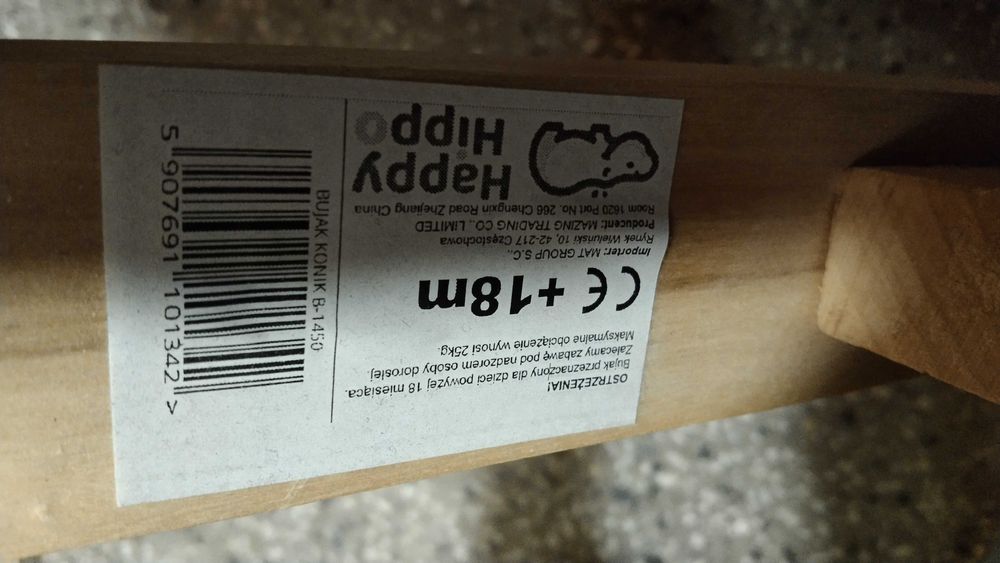 OSTRZEŻENIA!
Bujak przeznaczony dla dzieci powyzej 18 miesiąca.
Zalecamy zabawę pod nadzorem osoby dorosłej.
Maksymalne obciążenie wynosi 25kg.
CE +18m
Importer: MAT GROUP S.C.,
Rynek Wieluński 10, 42-217 Częstochowa
Producent: MAZING TRADING CO., LIMITED
Room 1620 Port No. 266 Chengxin Road Zhejiang China
Happy
Hippo
BUJAK KONIK B-1450
5 907691 101342 >